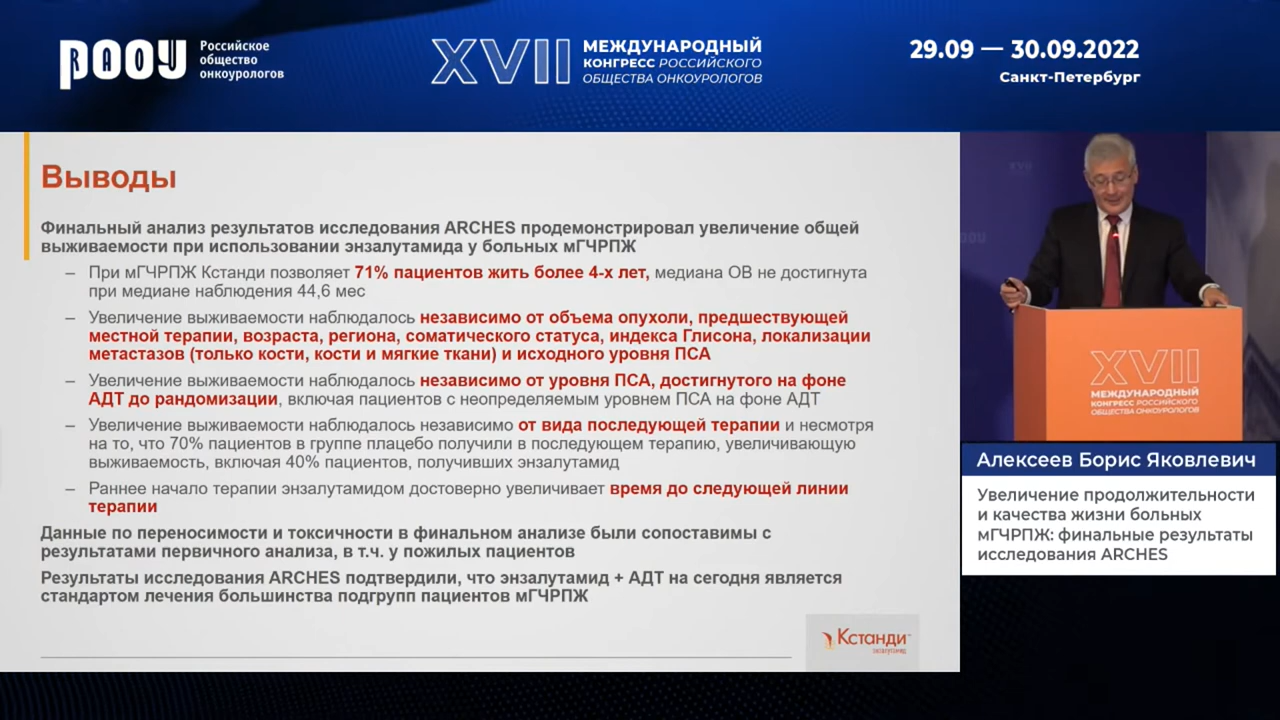 РАОУ
Российское
общество
онкоурологов
XVII
МЕЖДУНАРОДНЫЙ
КОНГРЕСС РОССИЙСКОГО
ОБЩЕСТВА ОНКОУРОЛОГОВ
29.09 — 30.09.2022
Санкт-Петербург
Выводы
Финальный анализ результатов исследования ARCHES продемонстрировал увеличение общей
выживаемости при использовании энзалутамида у больных мГЧРПЖ
– При мГЧРПЖ Кстанди позволяет 71% пациентов жить более 4-х лет, медиана ОВ не достигнута
при медиане наблюдения 44,6 мес
– Увеличение выживаемости наблюдалось независимо от объема опухоли, предшествующей
местной терапии, возраста, региона, соматического статуса, индекса Глисона, локализации
метастазов (только кости, кости и мягкие ткани) и исходного уровня ПСА
– Увеличение выживаемости наблюдалось независимо от уровня ПСА, достигнутого на фоне
АДТ до рандомизации, включая пациентов с неопределяемым уровнем ПСА на фоне АДТ
– Увеличение выживаемости наблюдалось независимо от вида последующей терапии и несмотря
на то, что 70% пациентов в группе плацебо получили в последующем терапию, увеличивающую
выживаемость, включая 40% пациентов, получивших энзалутамид
– Раннее начало терапии энзалутамидом достоверно увеличивает время до следующей линии
терапии
Данные по переносимости и токсичности в финальном анализе были сопоставимы с
результатами первичного анализа, в т.ч. у пожилых пациентов
Результаты исследования ARCHES подтвердили, что энзалутамид + АДТ на сегодня является
стандартом лечения большинства подгрупп пациентов мГЧРПЖ
Кстанди
энзалутамид
XVII
МЕЖДУНАРОДНЫЙ
КОНГРЕСС РОССИЙСКОГО
ОБЩЕСТВА ОНКОУРОЛОГОВ
Алексеев Борис Яковлевич
Увеличение продолжительности
и качества жизни больных
мГЧРПЖ: финальные результаты
исследования ARCHES